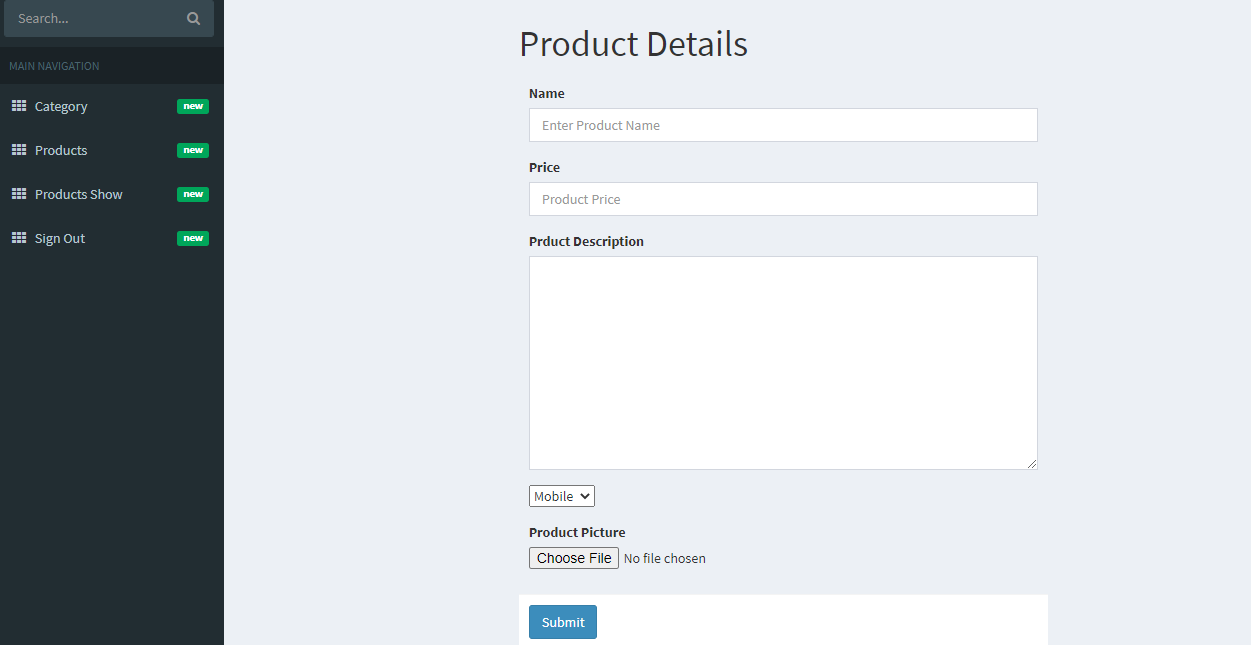 Search...
MAIN NAVIGATION
Category new
Products new
Products Show new
Sign Out new
Product Details
Name
Enter Product Name
Price
Product Price
Prduct Description
Mobile
Product Picture
Choose File No file chosen
Submit